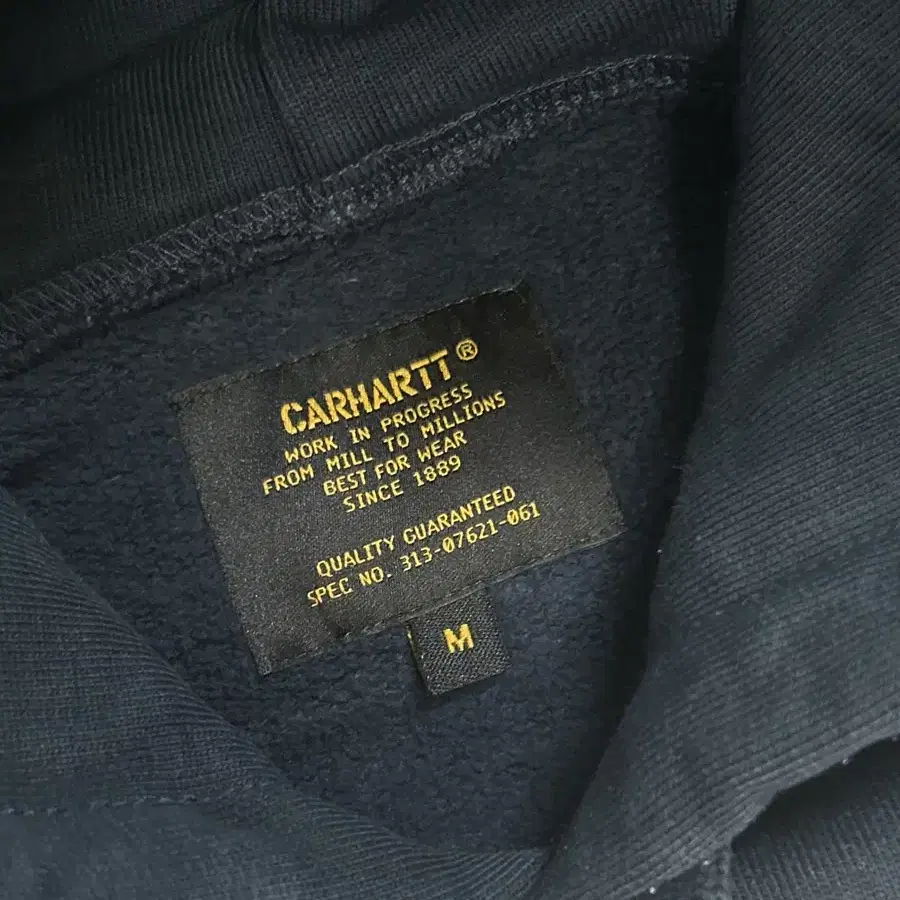 CARHARTT®
WORK IN PROGRESS
FROM MILL TO MILLIONS
BEST FOR WEAR
SINCE 1889
QUALITY GUARANTEED
SPEC NO. 313-07621-061
M